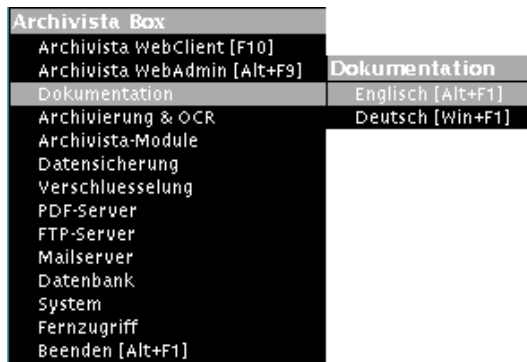 Archivista Box
Archivista WebClient [F10]
Archivista WebAdmin [Alt+F9]
Dokumentation
Dokumentation
Englisch [Alt+F1]
Deutsch [Win+F1]
Archivierung & OCR
Archivista-Module
Datensicherung
Verschluesselung
PDF-Server
FTP-Server
Mailserver
Datenbank
System
Fernzugriff
Beenden [Alt+F1]